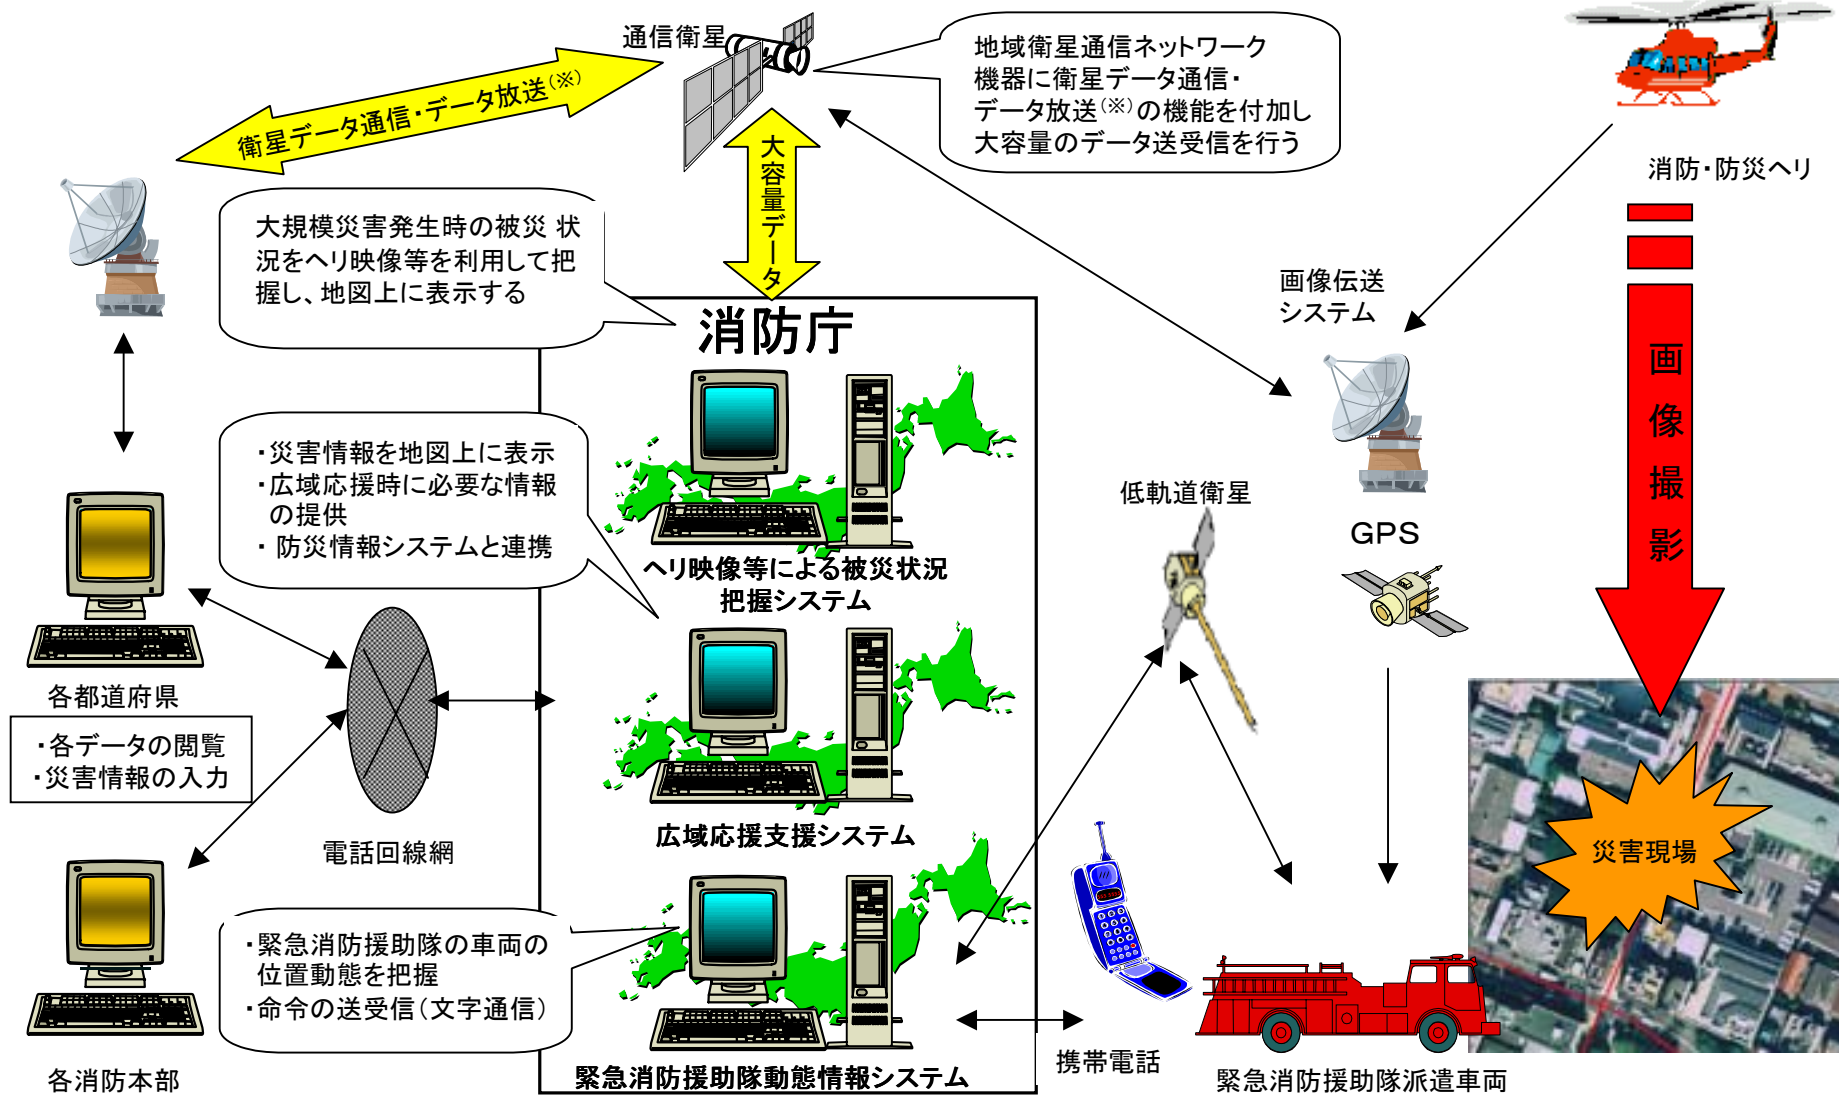 通信衛星
地域衛星通信ネットワーク
機器に衛星データ通信・
データ放送(※)の機能を付加し
大容量のデータ送受信を行う
衛星データ通信・データ放送(※)
大容量データ
消防・防災ヘリ
大規模災害発生時の被災 状
況をヘリ映像等を利用して把
握し、地図上に表示する
画像伝送
システム
消防庁
画像撮影
・災害情報を地図上に表示
・広域応援時に必要な情報
の提供
・ 防災情報システムと連携
低軌道衛星
GPS
ヘリ映像等による被災状況
把握システム
各都道府県
・各データの閲覧
・災害情報の入力
電話回線網
広域応援支援システム
災害現場
・緊急消防援助隊の車両の
位置動態を把握
・命令の送受信(文字通信)
携帯電話
各消防本部
緊急消防援助隊動態情報システム
緊急消防援助隊派遣車両